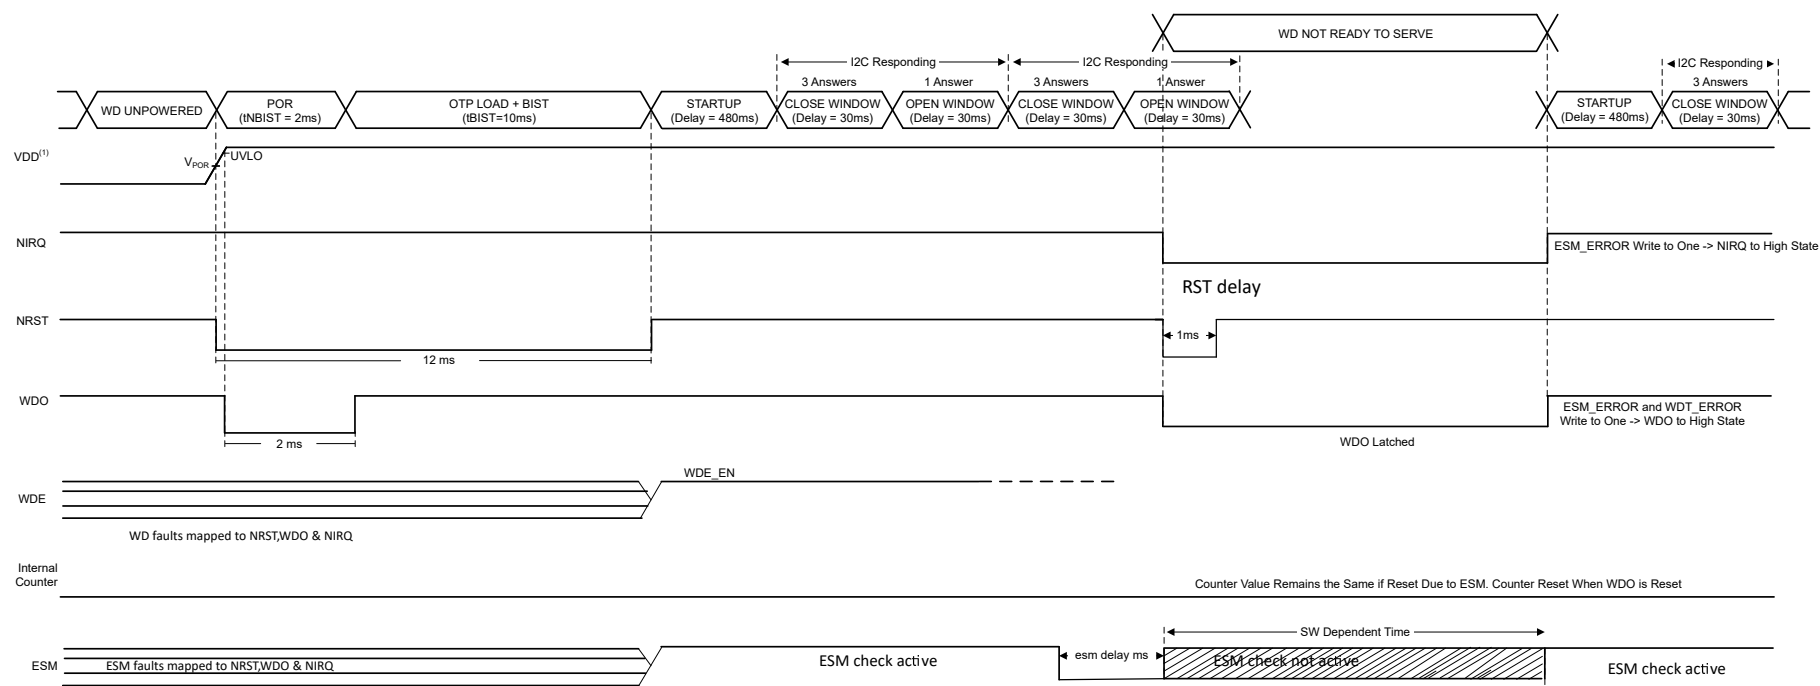 WD NOT READY TO SERVE
I2C Responding
I2C Responding
I2C Responding
3 Answers
1 Answer
3 Answers
1 Answer
3 Answers
WD UNPOWERED
POR
(tNBIST = 2ms)
OTP LOAD + BIST
(tBIST=10ms)
STARTUP
(Delay = 480ms)
CLOSE WINDOW
(Delay = 30ms)
OPEN WINDOW
(Delay = 30ms)
CLOSE WINDOW
(Delay = 30ms)
OPEN WINDOW
(Delay = 30ms)
STARTUP
(Delay = 480ms)
CLOSE WINDOW
(Delay = 30ms)
VDD(1)
VPOR
UVLO
NIRQ
ESM_ERROR Write to One -> NIRQ to High State
RST delay
NRST
1ms
12 ms
WDO
ESM_ERROR and WDT_ERROR
Write to One -> WDO to High State
2 ms
WDO Latched
WDE_EN
WDE
WD faults mapped to NRST,WDO & NIRQ
Internal
Counter
Counter Value Remains the Same if Reset Due to ESM. Counter Reset When WDO is Reset
SW Dependent Time
ESM
ESM faults mapped to NRST,WDO & NIRQ
ESM check active
esm delay ms
ESM check not active
ESM check active